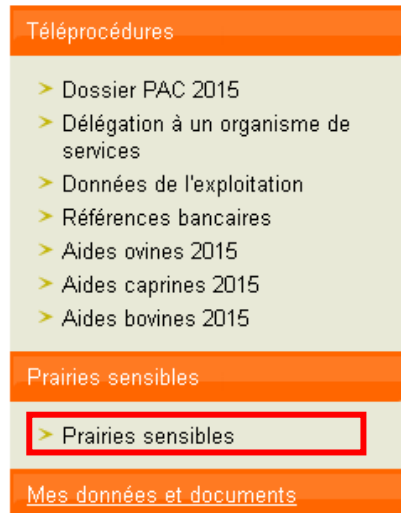 Téléprocédures
Dossier PAC 2015
Délégation à un organisme de
services
Données de l'exploitation
Références bancaires
Aides ovines 2015
Aides caprines 2015
Aides bovines 2015
Prairies sensibles
Prairies sensibles
Mes données et documents